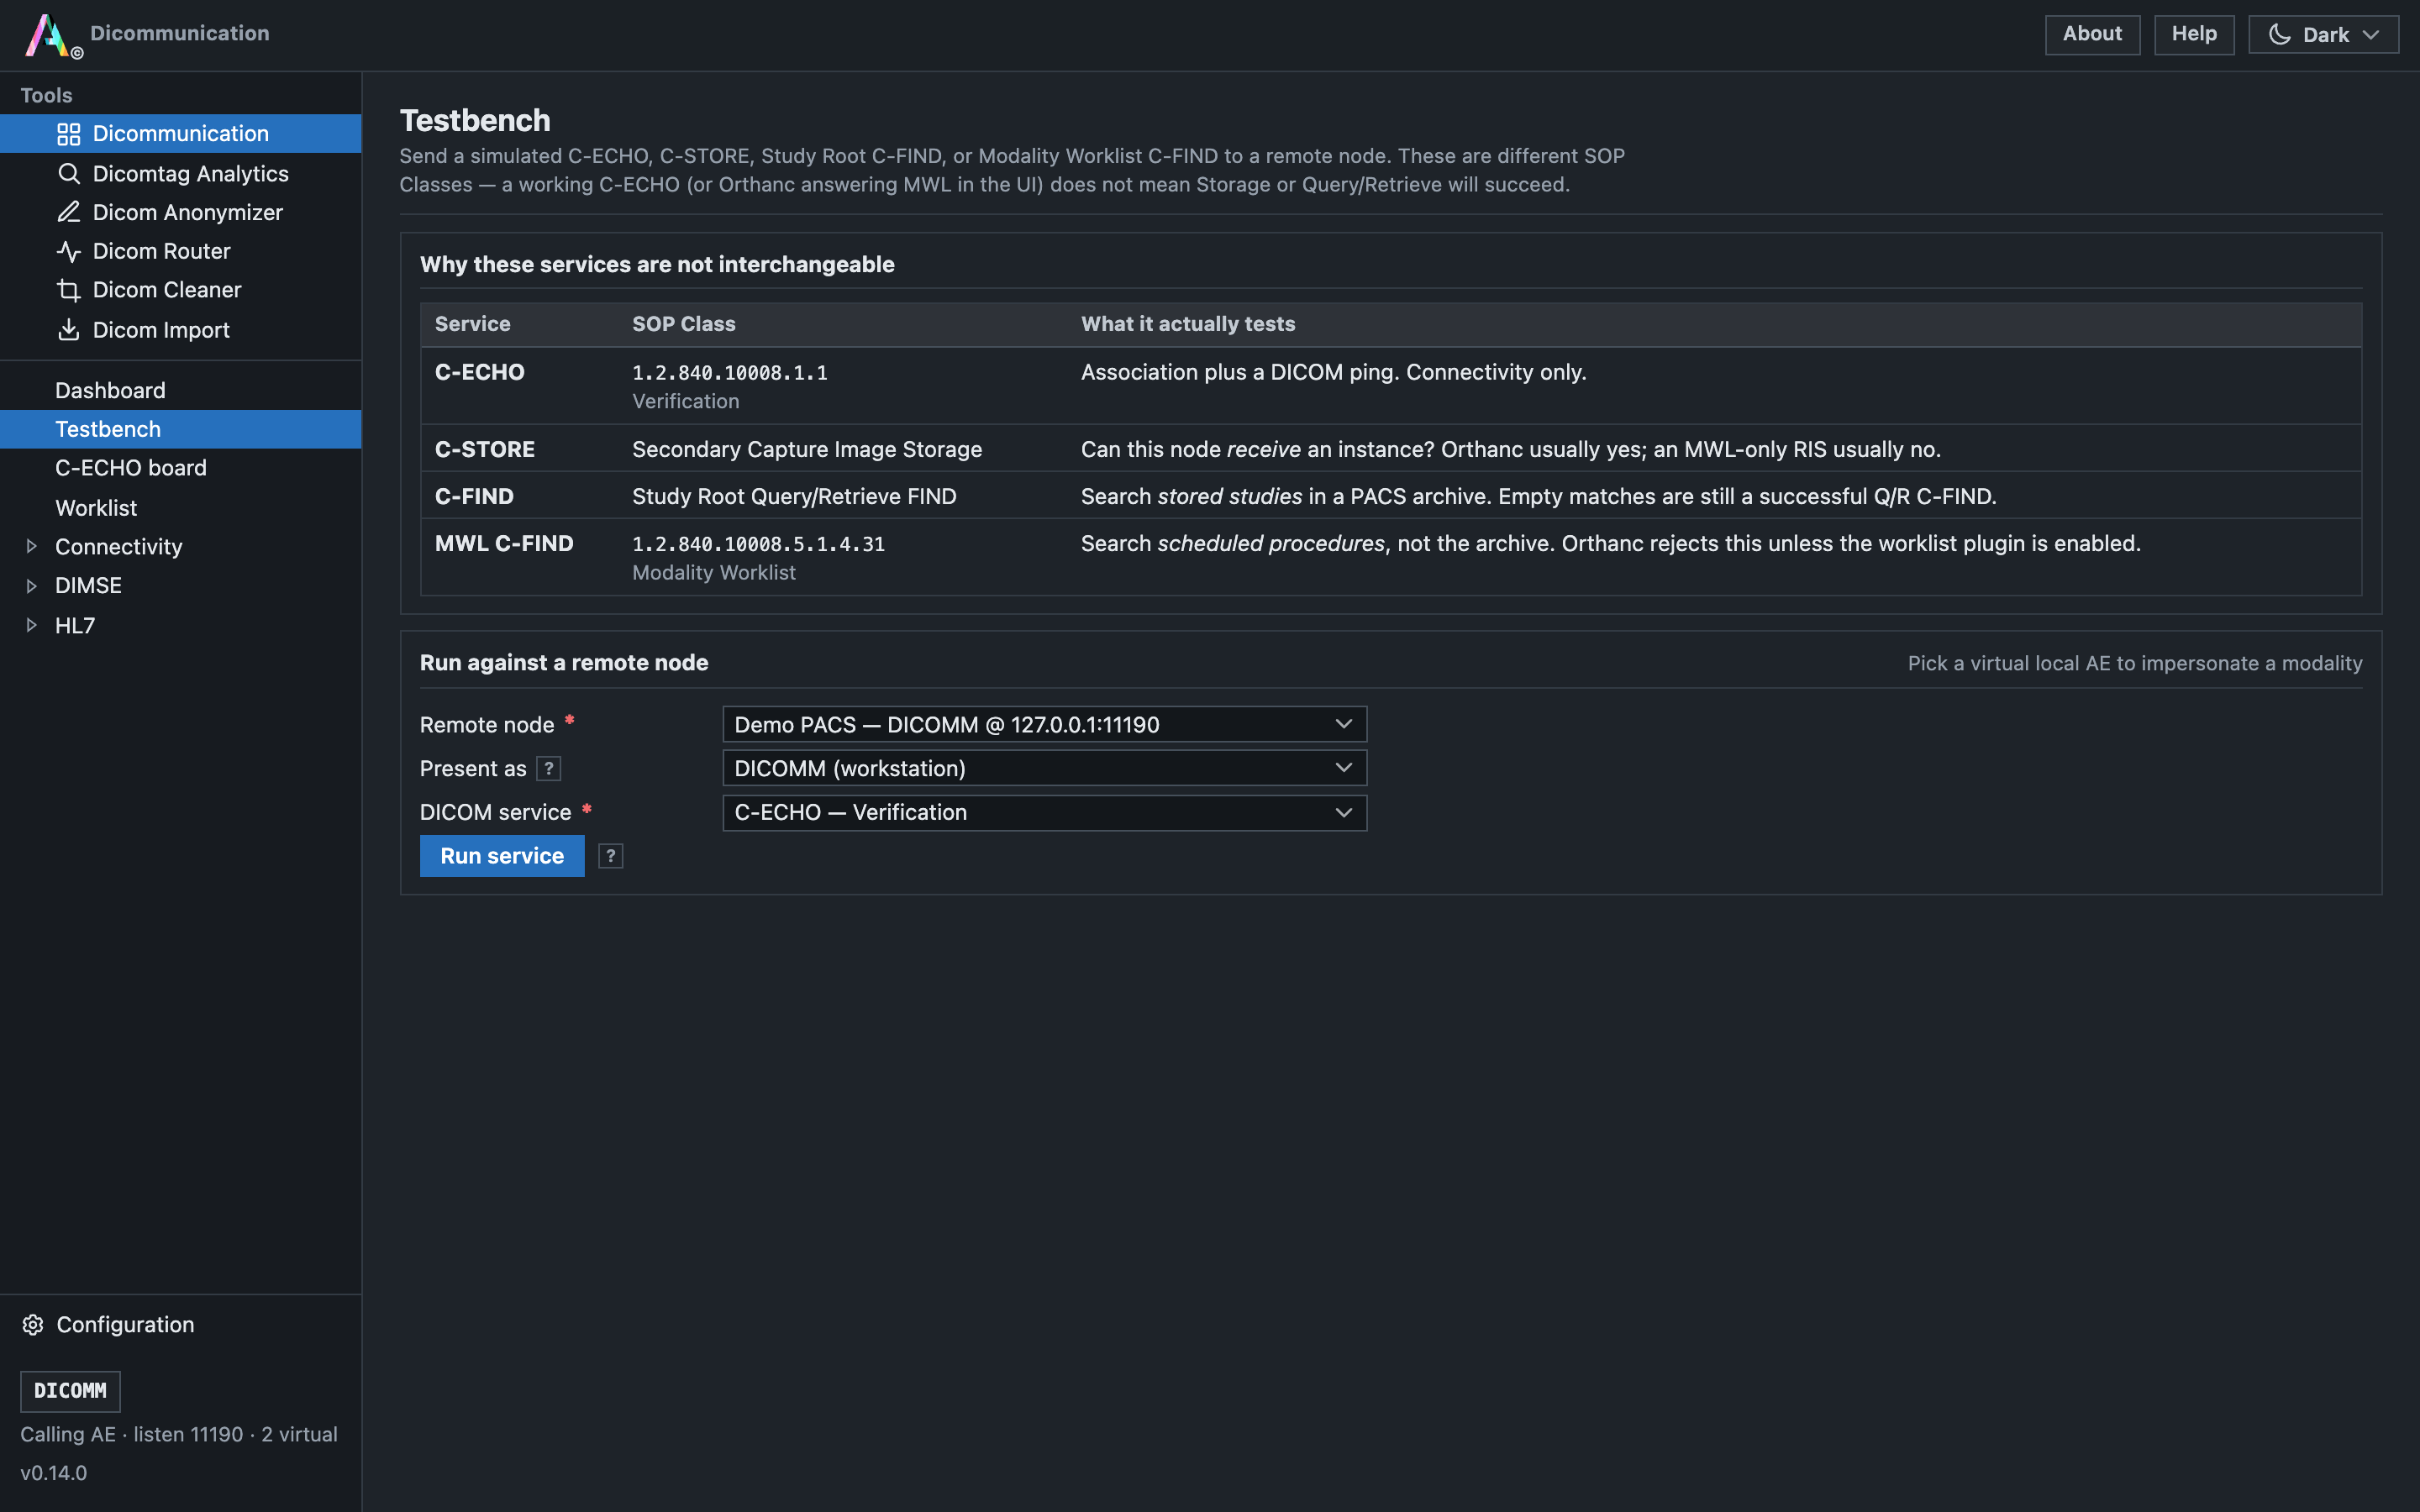 Dicommunication
About
Help
Dark
Tools
Dicommunication
Dicomtag Analytics
Dicom Anonymizer
Dicom Router
Dicom Cleaner
Dicom Import
Dashboard
Testbench
C-ECHO board
Worklist
Connectivity
DIMSE
HL7
Configuration
DICOMM
Calling AE · listen 11190 · 2 virtual
v0.14.0
Testbench
Send a simulated C-ECHO, C-STORE, Study Root C-FIND, or Modality Worklist C-FIND to a remote node. These are different SOP
Classes — a working C-ECHO (or Orthanc answering MWL in the UI) does not mean Storage or Query/Retrieve will succeed.
Why these services are not interchangeable
Service SOP Class What it actually tests
C-ECHO 1.2.840.10008.1.1 Association plus a DICOM ping. Connectivity only.
Verification
C-STORE Secondary Capture Image Storage Can this node receive an instance? Orthanc usually yes; an MWL-only RIS usually no.
C-FIND Study Root Query/Retrieve FIND Search stored studies in a PACS archive. Empty matches are still a successful Q/R C-FIND.
MWL C-FIND 1.2.840.10008.5.1.4.31 Search scheduled procedures, not the archive. Orthanc rejects this unless the worklist plugin is enabled.
Modality Worklist
Run against a remote node Pick a virtual local AE to impersonate a modality
Remote node * Demo PACS — DICOMM @ 127.0.0.1:11190
Present as ? DICOMM (workstation)
DICOM service * C-ECHO — Verification
Run service ?